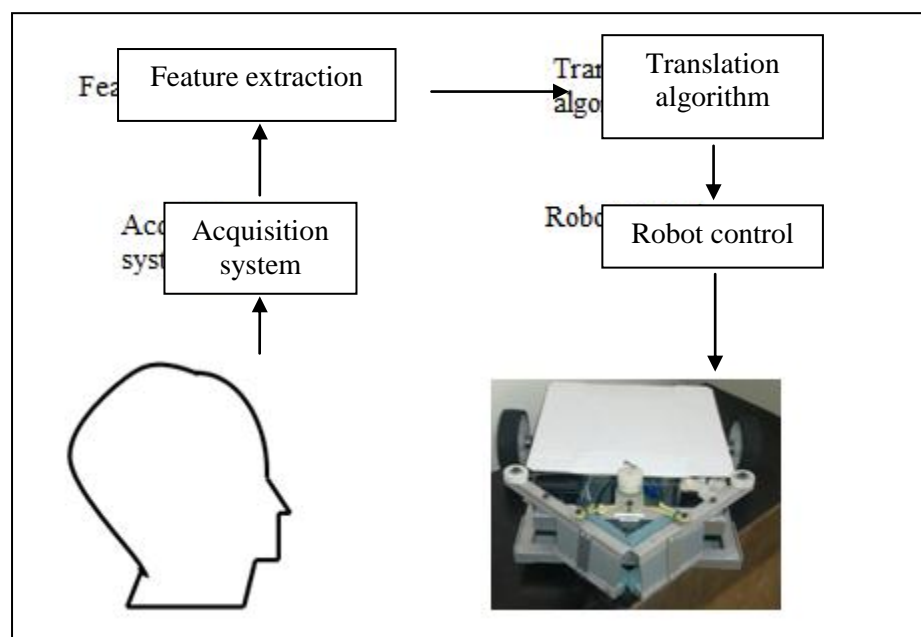 Feature extraction
Translation
algorithm
Acquisition
system
Robot control